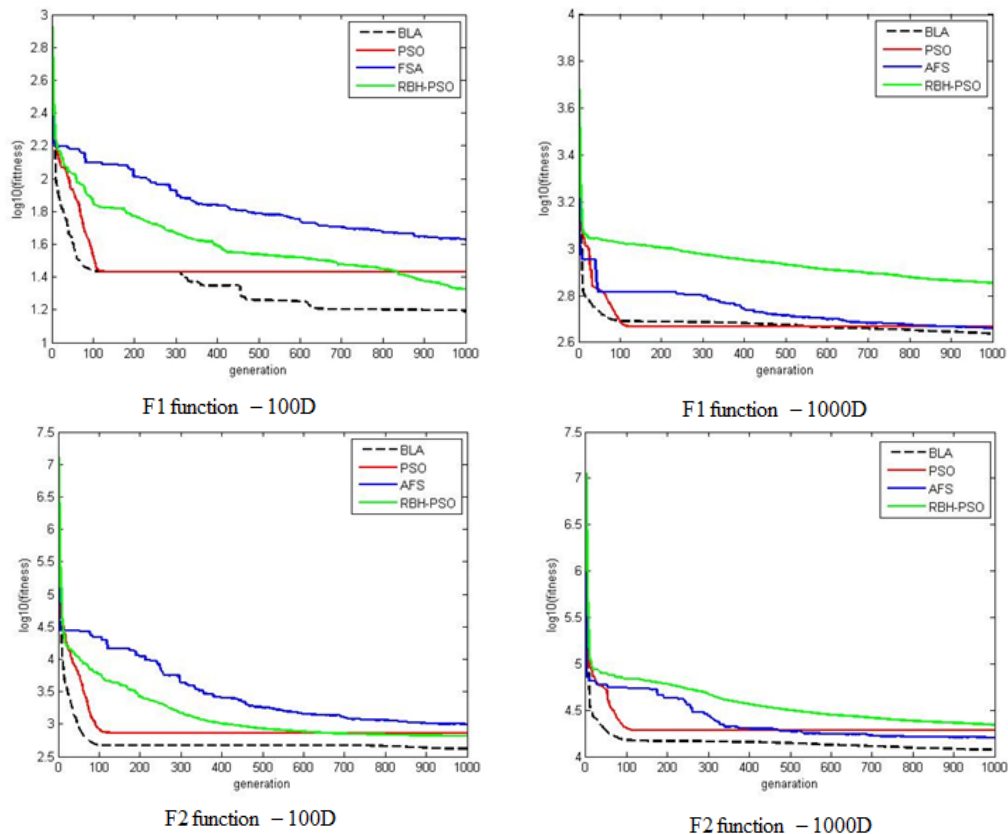 3
2.8
2.6
2.4
2.2
2
1.8
1.6
1.4
1.2
1
log10(fittness)
BLA
PSO
FSA
RBH-PSO
0 100 200 300 400 500 600 700 800 900 1000
generation
F1 function – 100D
4
3.8
3.6
3.4
3.2
3
2.8
2.6
log10(fitness)
BLA
PSO
AFS
RBH-PSO
0 100 200 300 400 500 600 700 800 900 1000
genaration
F1 function – 1000D
7.5
7
6.5
6
5.5
5
4.5
4
3.5
3
2.5
log10(fitness)
BLA
PSO
AFS
RBH-PSO
0 100 200 300 400 500 600 700 800 900 1000
generation
F2 function – 100D
7.5
7
6.5
6
5.5
5
4.5
4
log10(fitness)
BLA
PSO
AFS
RBH-PSO
0 100 200 300 400 500 600 700 800 900 1000
genaration
F2 function – 1000D